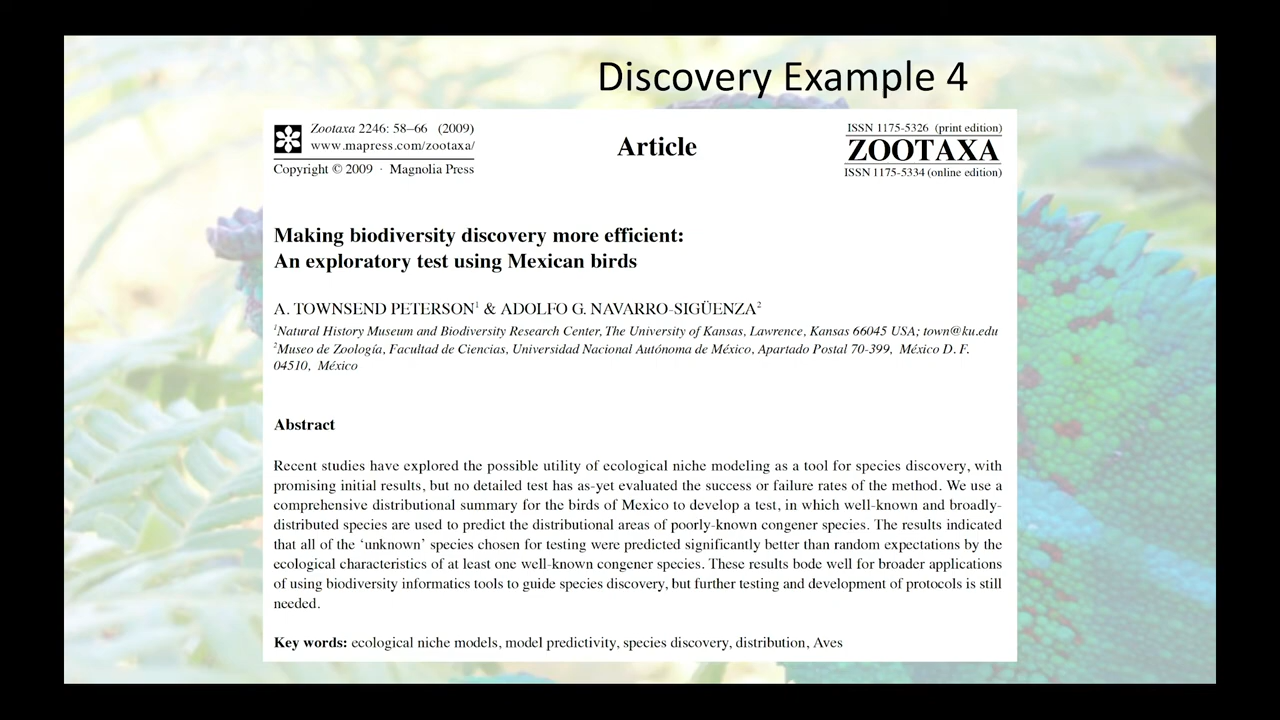 Discovery Example 4
Zootaxa 2246: 58–66 (2009)
www.mapress.com/zootaxa/
Copyright © 2009 · Magnolia Press
Article
ISSN 1175-5326 (print edition)
ZOOTAXA
ISSN 1175-5334 (online edition)
Making biodiversity discovery more efficient:
An exploratory test using Mexican birds
A. TOWNSEND PETERSON¹ & ADOLFO G. NAVARRO-SIGÜENZA²
¹Natural History Museum and Biodiversity Research Center, The University of Kansas, Lawrence, Kansas 66045 USA; town@ku.edu
²Museo de Zoología, Facultad de Ciencias, Universidad Nacional Autónoma de México, Apartado Postal 70-399, México D. F.
04510, México
Abstract
Recent studies have explored the possible utility of ecological niche modeling as a tool for species discovery, with
promising initial results, but no detailed test has as-yet evaluated the success or failure rates of the method. We use a
comprehensive distributional summary for the birds of Mexico to develop a test, in which well-known and broadly-
distributed species are used to predict the distributional areas of poorly-known congener species. The results indicated
that all of the ‘unknown’ species chosen for testing were predicted significantly better than random expectations by the
ecological characteristics of at least one well-known congener species. These results bode well for broader applications
of using biodiversity informatics tools to guide species discovery, but further testing and development of protocols is still
needed.
Key words: ecological niche models, model predictivity, species discovery, distribution, Aves